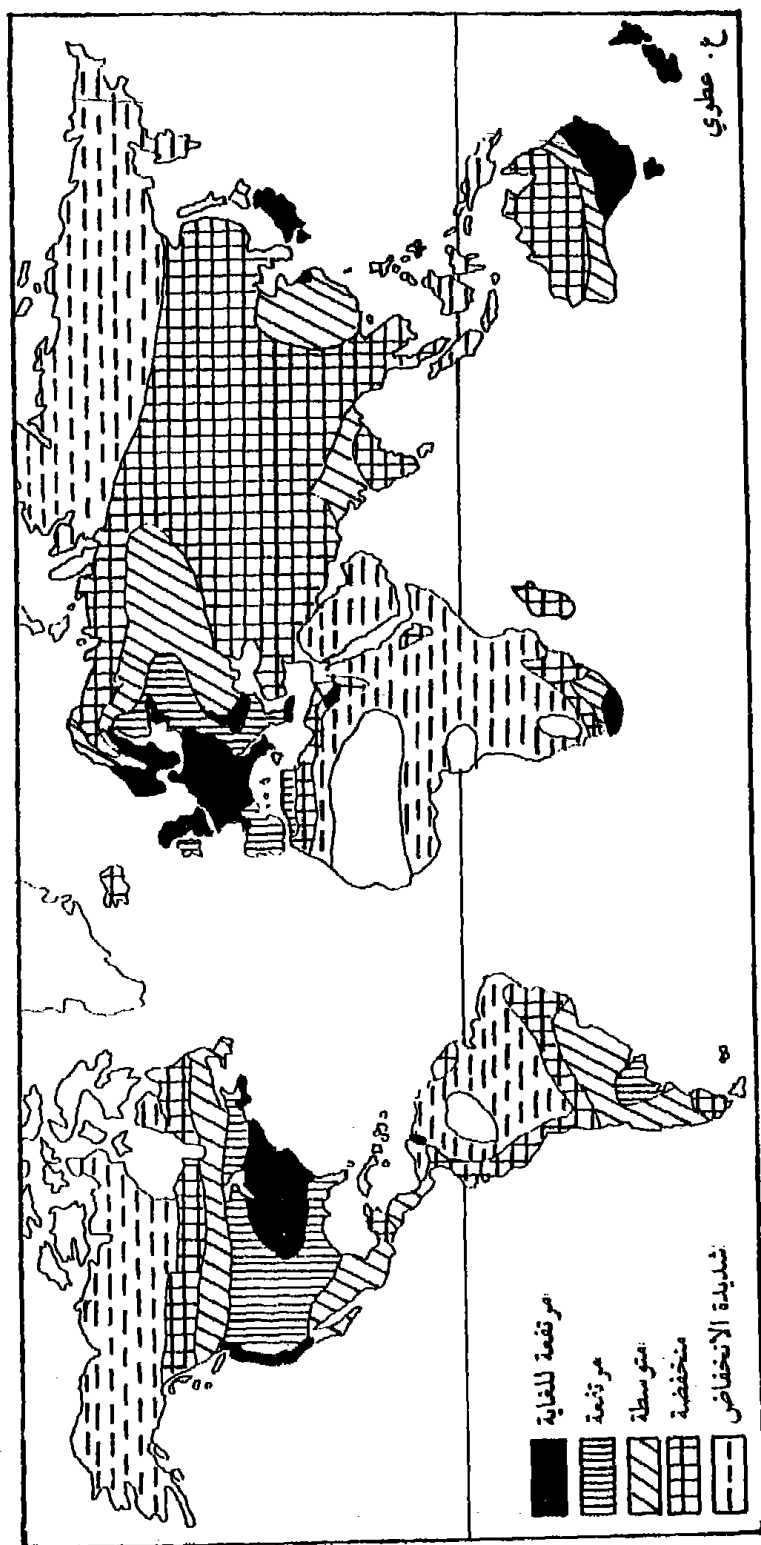 مرتفعة للغاية
مرتفعة
متوسطة
منخفضة
شديدة الانخفاض
ع. عطوي